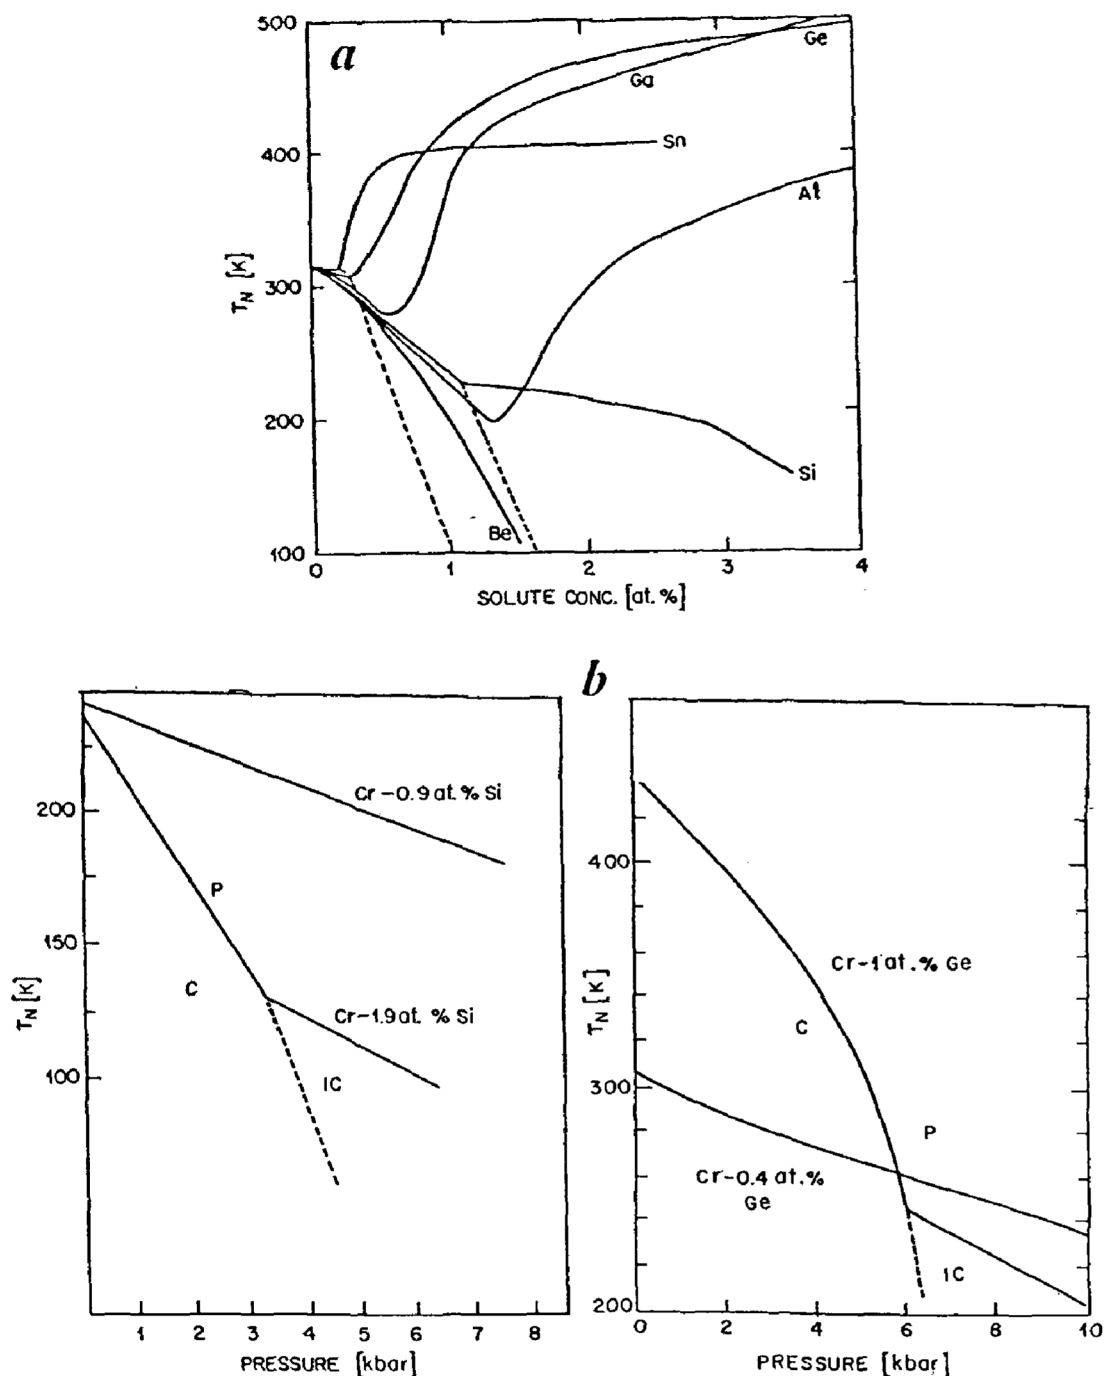 a
500
400
300
200
100
T_N [K]
Ge
Ga
Sn
Al
Si
Be
0 1 2 3 4
SOLUTE CONC. [at.%]
b
200
150
100
T_N [K]
Cr-0.9 at.% Si
P
C
Cr-1.9 at. % Si
IC
1 2 3 4 5 6 7 8
PRESSURE [kbar]
400
300
200
T_N [K]
Cr-1 at.% Ge
C
P
Cr-0.4 at.%
Ge
IC
0 2 4 6 8 10
PRESSURE [kbar]